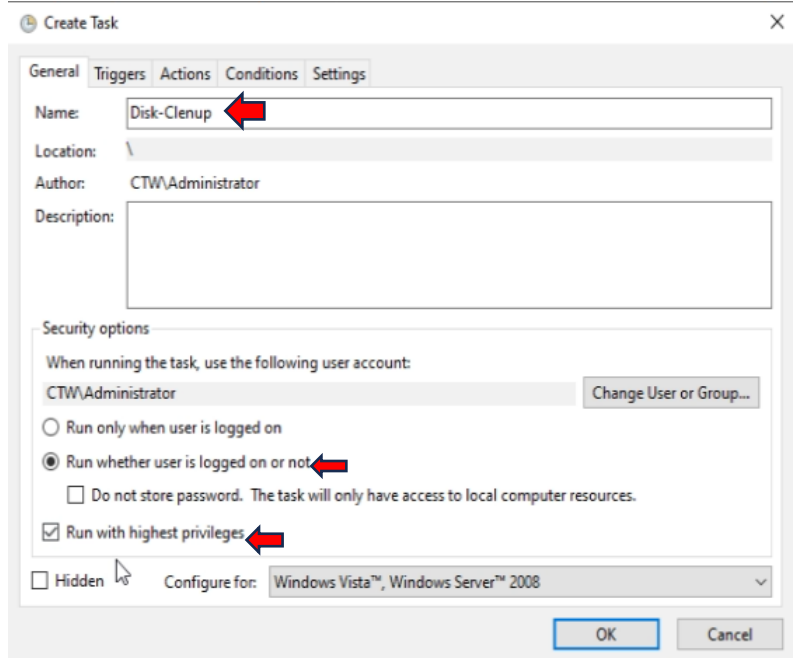 Create Task
General Triggers Actions Conditions Settings
Name: Disk-Clenup
Location: \
Author: CTW\Administrator
Description:
Security options
When running the task, use the following user account:
CTW\Administrator Change User or Group...
Run only when user is logged on
Run whether user is logged on or not
Do not store password. The task will only have access to local computer resources.
Run with highest privileges
Hidden Configure for: Windows Vista™, Windows Server™ 2008
OK Cancel